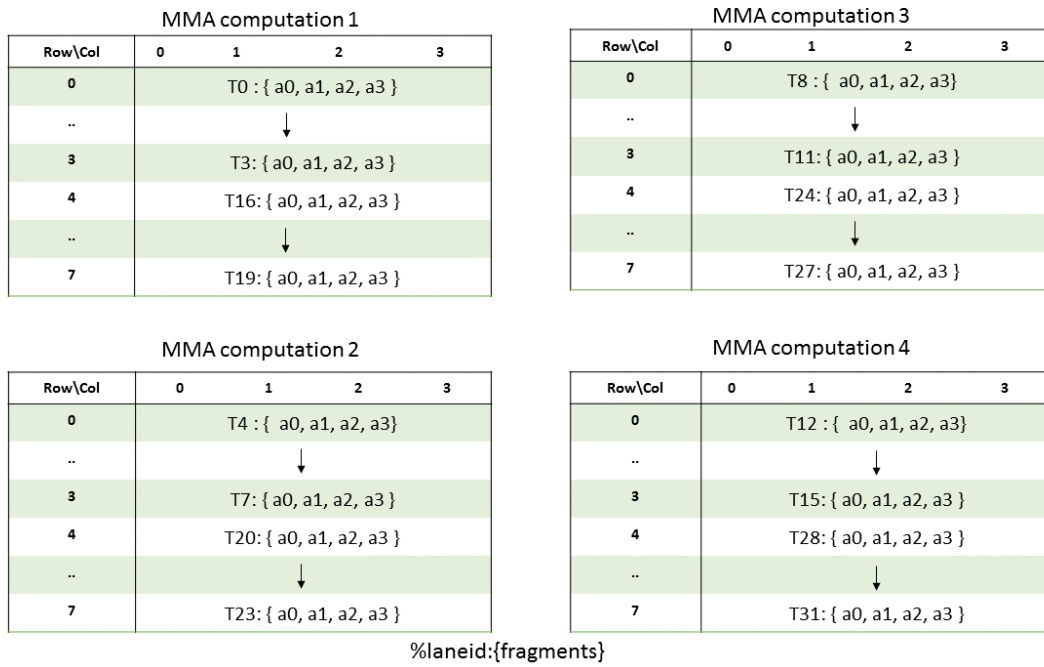 MMA computation 1
Row\Col 0 1 2 3
0 T0 : { a0, a1, a2, a3 }
..
3 T3: { a0, a1, a2, a3 }
4 T16: { a0, a1, a2, a3 }
..
7 T19: { a0, a1, a2, a3 }
MMA computation 3
Row\Col 0 1 2 3
0 T8 : {  a0, a1, a2, a3}
..
3 T11: { a0, a1, a2, a3 }
4 T24: { a0, a1, a2, a3 }
..
7 T27: { a0, a1, a2, a3 }
MMA computation 2
Row\Col 0 1 2 3
0 T4 : {  a0, a1, a2, a3}
..
3 T7: { a0, a1, a2, a3 }
4 T20: { a0, a1, a2, a3 }
..
7 T23: { a0, a1, a2, a3 }
MMA computation 4
Row\Col 0 1 2 3
0 T12 : {  a0, a1, a2, a3}
..
3 T15: { a0, a1, a2, a3 }
4 T28: { a0, a1, a2, a3 }
..
7 T31: { a0, a1, a2, a3 }
%laneid:{fragments}